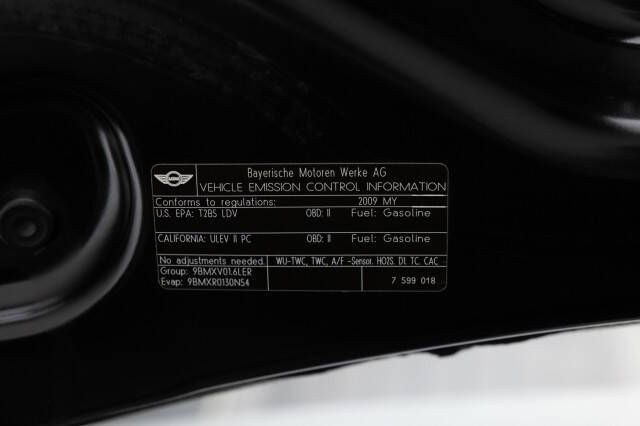 MINI
Bayerische Motoren Werke AG
VEHICLE EMISSION CONTROL INFORMATION
Conforms to regulations: 2009 MY
U.S. EPA: T2B5 LDV OBD: II Fuel: Gasoline
CALIFORNIA: ULEV II PC OBD: II Fuel: Gasoline
No adjustments needed. WU-TWC, TWC, A/F-Sensor, HO2S, DI, TC, CAC
Group: 9BMXV01.6LER
Evap: 9BMXR0130N54 7 599 018